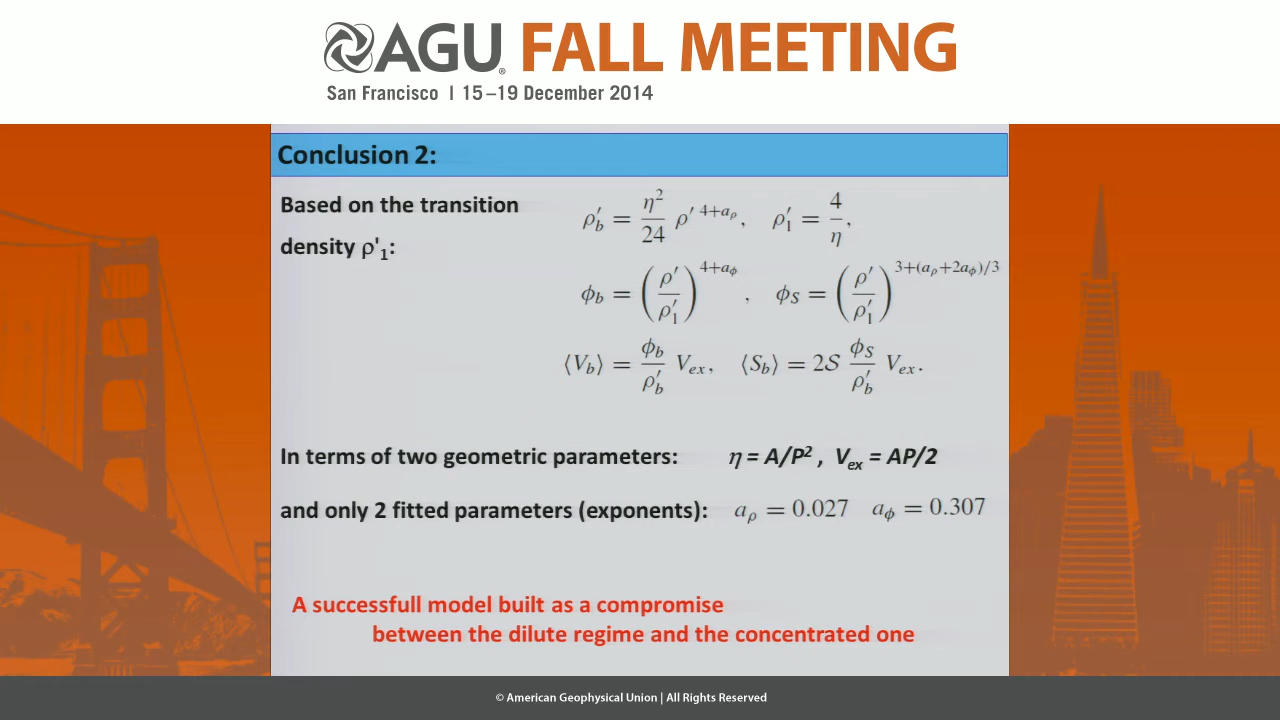 AGU® FALL MEETING
San Francisco | 15–19 December 2014
Conclusion 2:
Based on the transition
density ρ'₁:
ρ′_b = η²/24 ρ′^(4+a_ρ), ρ′₁ = 4/η,
ϕ_b = (ρ′/ρ′₁)^(4+a_ϕ), ϕ_S = (ρ′/ρ′₁)^(3+(a_ρ+2a_ϕ)/3)
⟨V_b⟩ = ϕ_b/ρ′_b V_ex, ⟨S_b⟩ = 2𝒮 ϕ_S/ρ′_b V_ex.
In terms of two geometric parameters: η = A/P² , V_ex = AP/2
and only 2 fitted parameters (exponents): a_ρ = 0.027 a_ϕ = 0.307
A successfull model built as a compromise
between the dilute regime and the concentrated one
© American Geophysical Union | All Rights Reserved